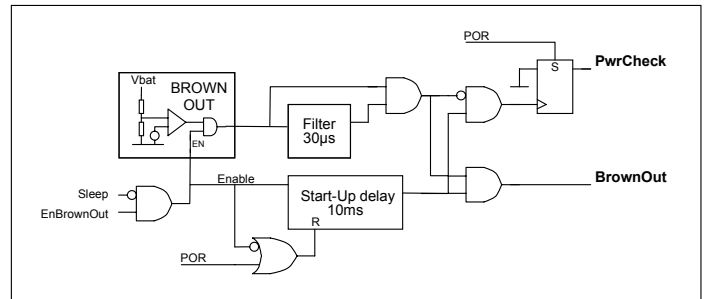 POR
PwrCheck
S
Vbat
BROWN
OUT
EN
Filter
30µs
Enable
Sleep
EnBrownOut
Start-Up delay
10ms
R
BrownOut
POR